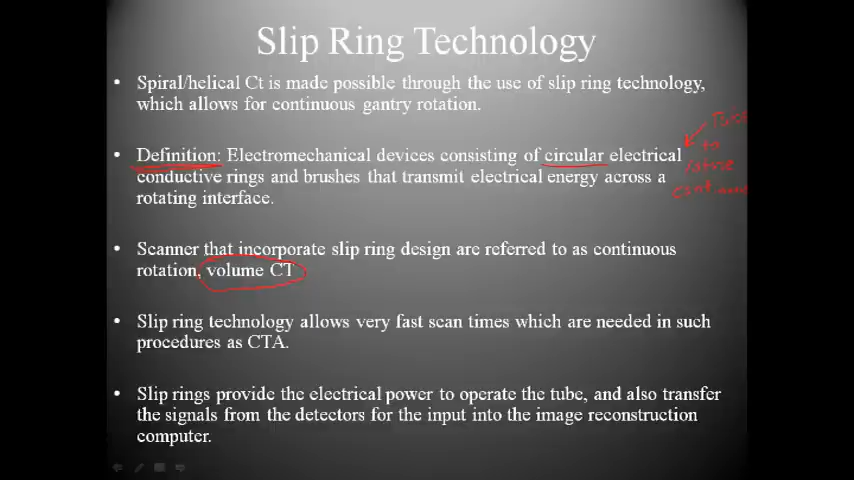 Slip Ring Technology
• Spiral/helical Ct is made possible through the use of slip ring technology,
which allows for continuous gantry rotation.
• Definition: Electromechanical devices consisting of circular electrical
conductive rings and brushes that transmit electrical energy across a
rotating interface.
to
• Scanner that incorporate slip ring design are referred to as continuous
rotation, volume CT
• Slip ring technology allows very fast scan times which are needed in such
procedures as CTA.
• Slip rings provide the electrical power to operate the tube, and also transfer
the signals from the detectors for the input into the image reconstruction
computer.